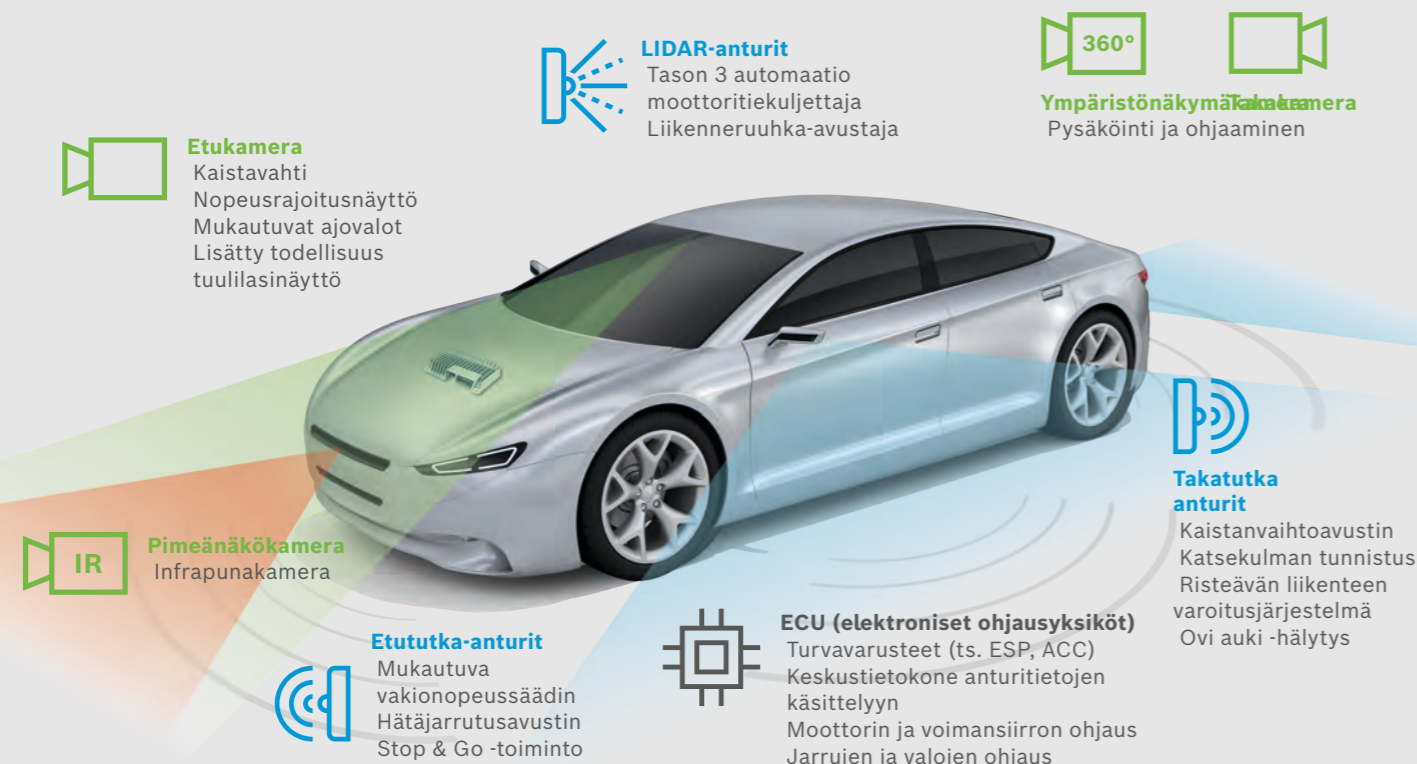 LIDAR-anturit
Tason 3 automaatio
moottoritiekuljettaja
Liikenneruuhka-avustaja
360°
Ympäristönäkymäkamera
Takakamera
Pysäköinti ja ohjaaminen
Etukamera
Kaistavahti
Nopeusrajoitusnäyttö
Mukautuvat ajovalot
Lisätty todellisuus
tuulilasinäyttö
IR
Pimeänäkökamera
Infrapunakamera
Takatutka
anturit
Kaistanvaihtoavustin
Katsekulman tunnistus
Risteävän liikenteen
varoitusjärjestelmä
Ovi auki -hälytys
Etututka-anturit
Mukautuva
vakionopeussäädin
Hätäjarrutusavustin
Stop & Go -toiminto
ECU (elektroniset ohjausyksiköt)
Turvavarusteet (ts. ESP, ACC)
Keskustietokone anturitietojen
käsittelyyn
Moottorin ja voimansiirron ohjaus
Jarrujen ja valojen ohjaus